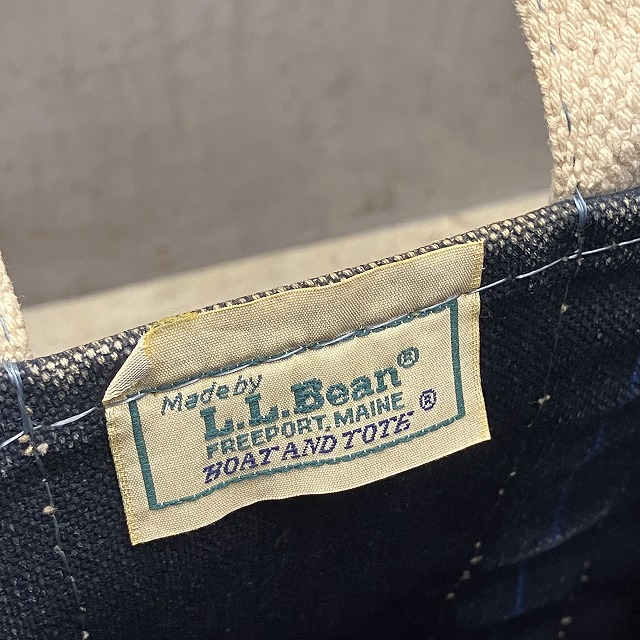 Made by
L.L.Bean®
FREEPORT, MAINE
BOAT AND TOTE®